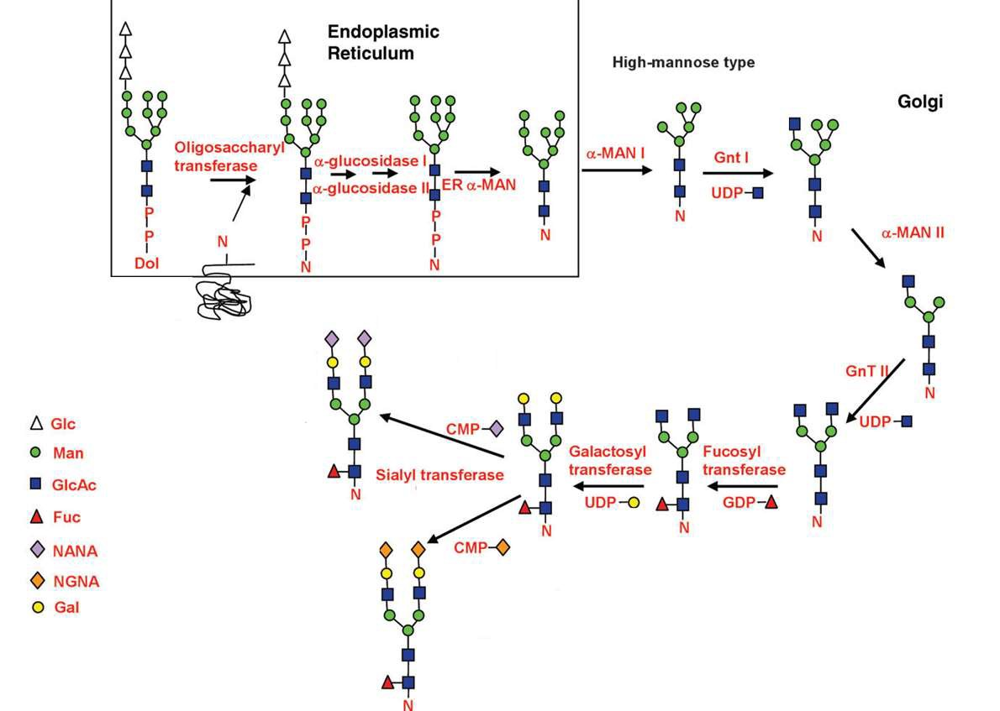 Endoplasmic
Reticulum
High-mannose type
Golgi
Oligosaccharyl
transferase
α-glucosidase I
α-glucosidase II
ER α-MAN
α-MAN I
Gnt I
UDP
α-MAN II
P
P
Dol
N
P
P
N
P
P
N
N
N
N
N
GnT II
UDP
N
Fucosyl
transferase
GDP
N
Galactosyl
transferase
UDP
N
CMP
Sialyl transferase
N
CMP
N
Glc
Man
GlcAc
Fuc
NANA
NGNA
Gal